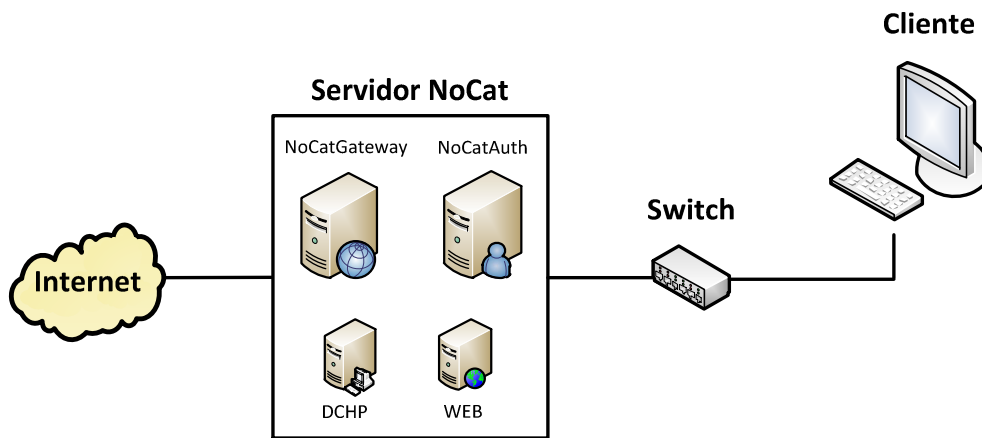 Cliente
Servidor NoCat
NoCatGateway
NoCatAuth
Switch
Internet
DCHP
WEB